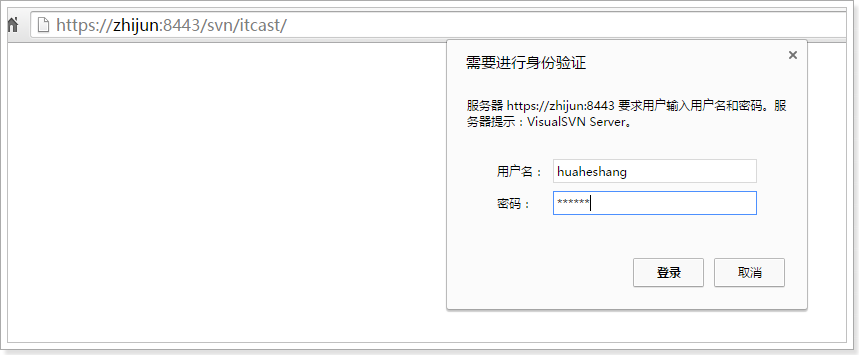 https://zhijun:8443/svn/itcast/
需要进行身份验证
服务器 https://zhijun:8443 要求用户输入用户名和密码。服
务器提示：VisualSVN Server。
用户名： huaheshang
密码： ******
登录 取消